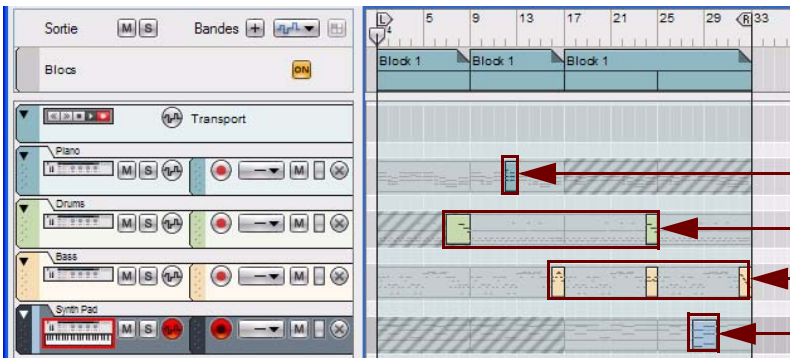 Sortie M S Bandes +
L 5 9 13 17 21 25 29 R 33
4
Blocs ON
Block 1 Block 1 Block 1
Transport
Piano
M S M
Drums
M S M
Bass
M S M
Synth Pad
M S M